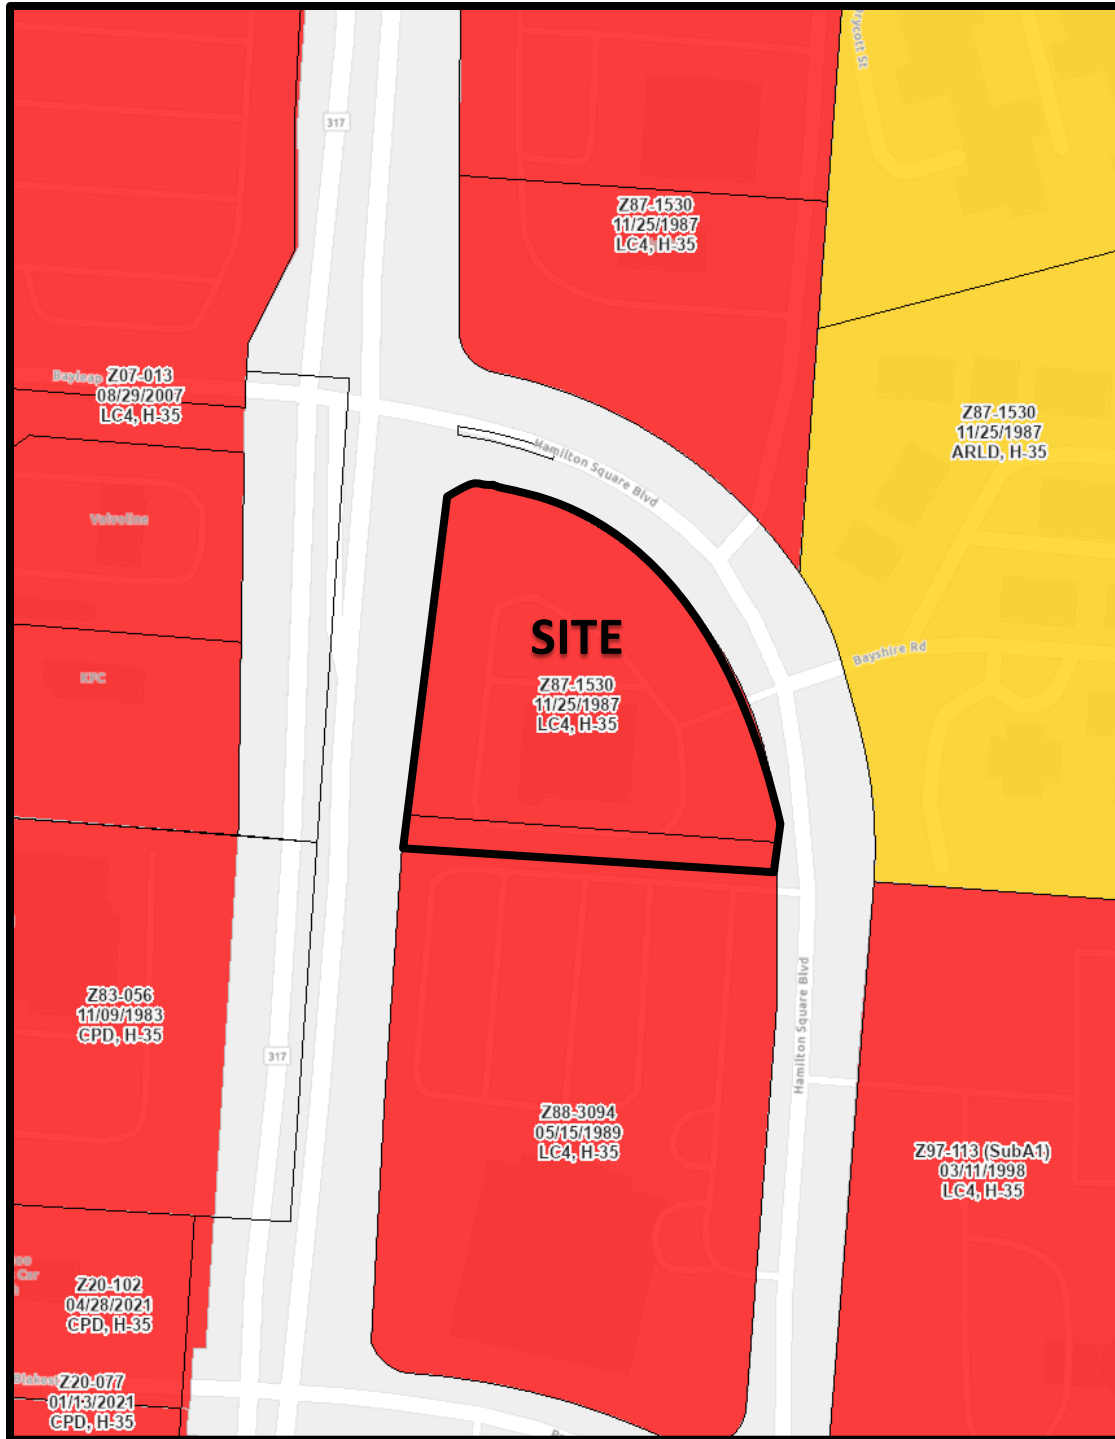 317
Z87-1530
11/25/1987
LC4, H-35
Z07-013
08/29/2007
LC4, H-35
Hamilton Square Blvd
Z87-1530
11/25/1987
ARLD, H-35
Valvoline
SITE
Bayshire Rd
KFC
Z87-1530
11/25/1987
LC4, H-35
Z83-056
11/09/1983
CPD, H-35
Hamilton Square Blvd
317
Z88-3094
05/15/1989
LC4, H-35
Z97-113 (SubA1)
03/11/1998
LC4, H-35
Z20-102
04/28/2021
CPD, H-35
Z20-077
01/13/2021
CPD, H-35